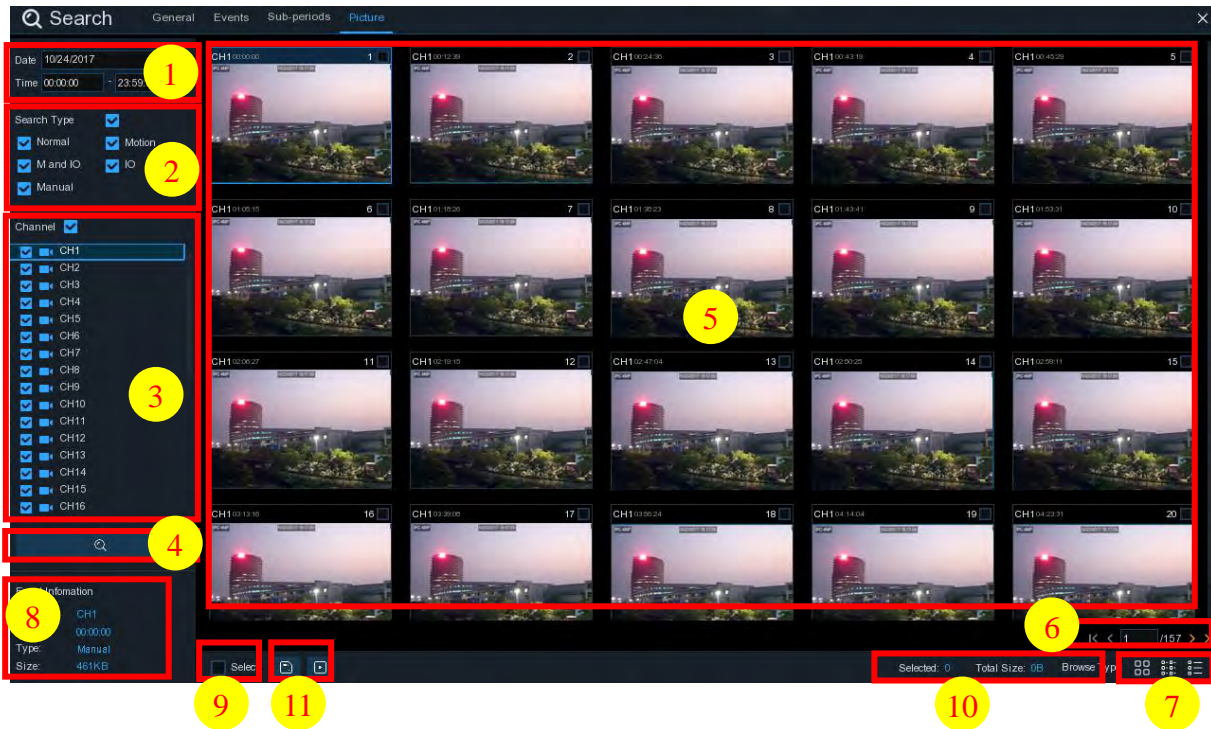 Search General Events Sub-periods Picture
Date 10/24/2017
Time 00:00:00 - 23:59:
1
Search Type
Normal Motion
M and IO IO
Manual
2
Channel
CH1
CH2
CH3
CH4
CH5
CH6
CH7
CH8
CH9
CH10
CH11
CH12
CH13
CH14
CH15
CH16
3
4
Infomation
CH1
00:00:00
Type: Manual
Size: 461KB
8
CH1 00:00:00 1
CH1 00:12:39 2
CH1 00:24:36 3
CH1 00:43:19 4
CH1 00:45:29 5
CH1 01:05:15 6
CH1 01:18:26 7
CH1 01:38:23 8
CH1 01:43:41 9
CH1 01:53:31 10
5
CH1 02:06:27 11
CH1 02:19:15 12
CH1 02:47:04 13
CH1 02:50:25 14
CH1 02:58:11 15
CH1 03:13:16 16
CH1 03:39:08 17
CH1 03:56:24 18
CH1 04:14:04 19
CH1 04:23:31 20
6
1 /157
Selec
Selected: 0 Total Size: 0B Browse Typ
9
11
10
7